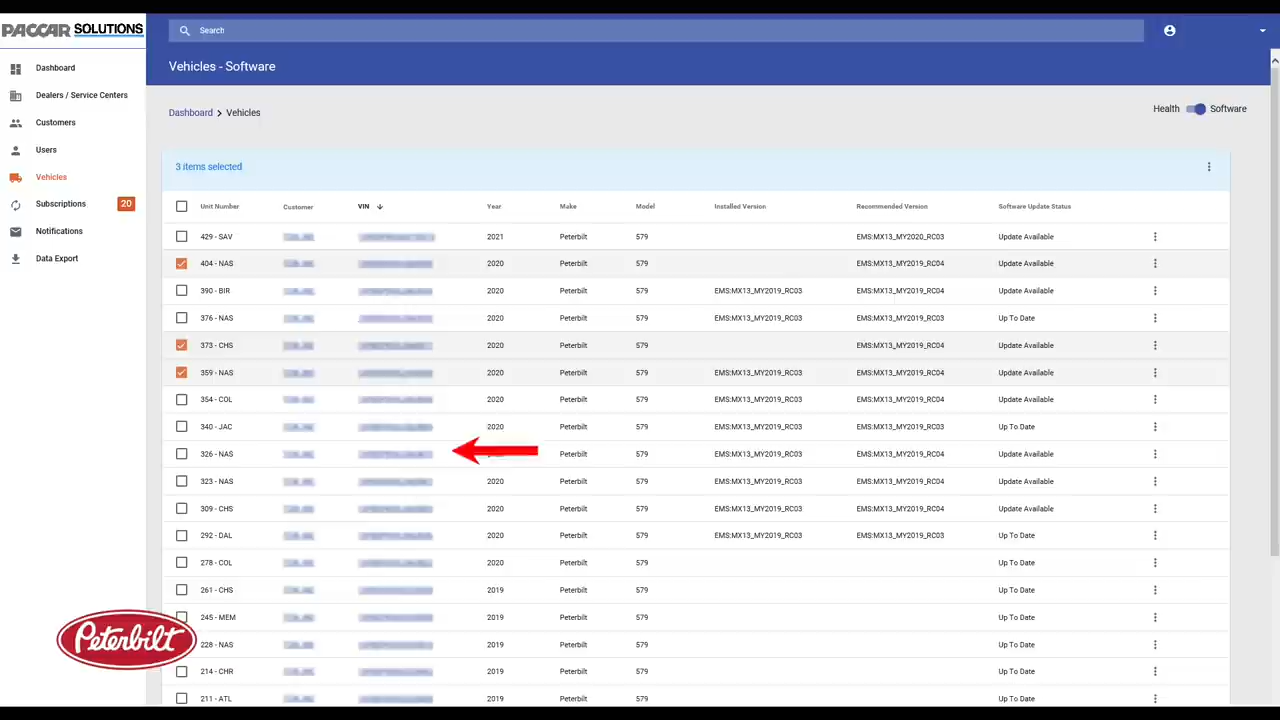 PACCAR SOLUTIONS
Search
Vehicles - Software
Dashboard
Dealers / Service Centers
Customers
Users
Vehicles
Subscriptions 20
Notifications
Data Export
Dashboard > Vehicles
Health Software
3 items selected
Unit Number Customer VIN Year Make Model Installed Version Recommended Version Software Update Status
429 - SAV 2021 Peterbilt 579 EMS:MX13_MY2020_RC03 Update Available
404 - NAS 2020 Peterbilt 579 EMS:MX13_MY2019_RC04 Update Available
390 - BIR 2020 Peterbilt 579 EMS:MX13_MY2019_RC03 EMS:MX13_MY2019_RC04 Update Available
376 - NAS 2020 Peterbilt 579 EMS:MX13_MY2019_RC03 EMS:MX13_MY2019_RC03 Up To Date
373 - CHS 2020 Peterbilt 579 EMS:MX13_MY2019_RC04 Update Available
359 - NAS 2020 Peterbilt 579 EMS:MX13_MY2019_RC03 EMS:MX13_MY2019_RC04 Update Available
354 - COL 2020 Peterbilt 579 EMS:MX13_MY2019_RC03 EMS:MX13_MY2019_RC04 Update Available
340 - JAC 2020 Peterbilt 579 EMS:MX13_MY2019_RC03 EMS:MX13_MY2019_RC03 Up To Date
326 - NAS Peterbilt 579 EMS:MX13_MY2019_RC03 EMS:MX13_MY2019_RC04 Update Available
323 - NAS 2020 Peterbilt 579 EMS:MX13_MY2019_RC03 EMS:MX13_MY2019_RC04 Update Available
309 - CHS 2020 Peterbilt 579 EMS:MX13_MY2019_RC03 EMS:MX13_MY2019_RC04 Update Available
292 - DAL 2020 Peterbilt 579 EMS:MX13_MY2019_RC03 EMS:MX13_MY2019_RC03 Up To Date
278 - COL 2020 Peterbilt 579 Up To Date
261 - CHS 2019 Peterbilt 579 Up To Date
245 - MEM 2019 Peterbilt 579 Up To Date
228 - NAS 2019 Peterbilt 579 Up To Date
214 - CHR 2019 Peterbilt 579 Up To Date
211 - ATL 2019 Peterbilt 579 Up To Date
Peterbilt